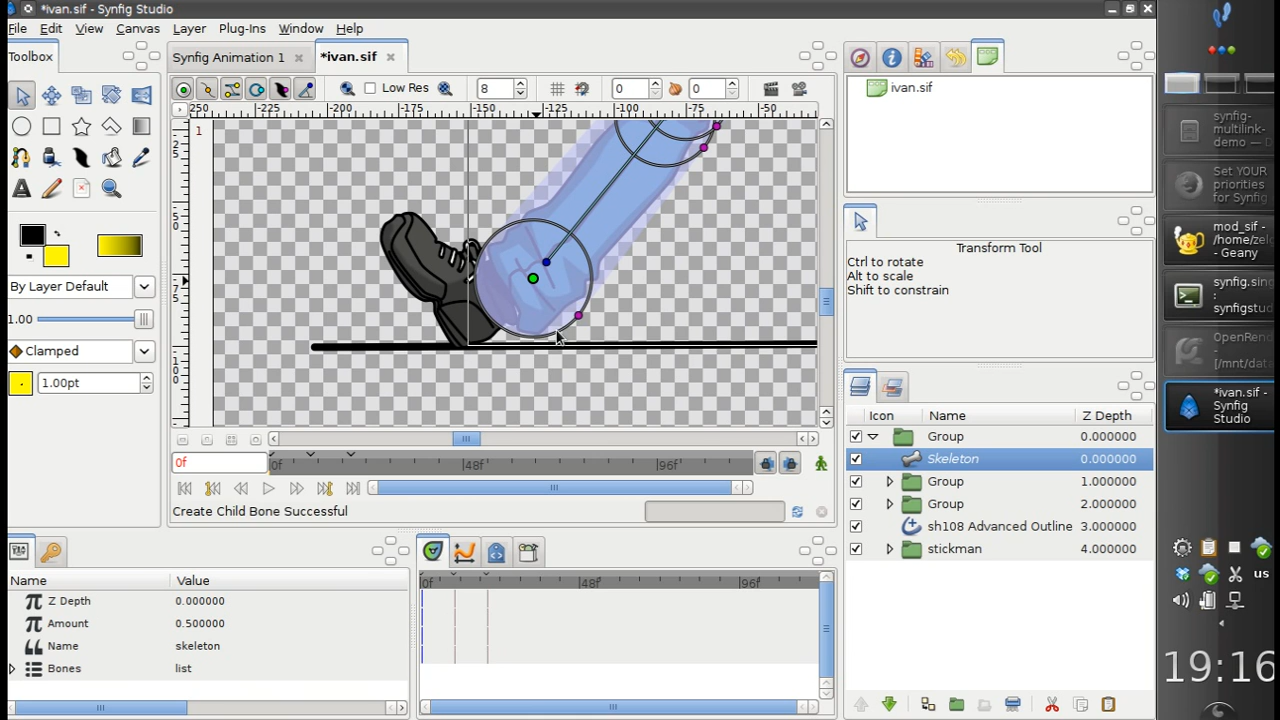 *ivan.sif - Synfig Studio
File Edit View Canvas Layer Plug-Ins Window Help
Toolbox
Synfig Animation 1
*ivan.sif
Low Res
8
0
0
250 -225 -200 -175 -150 -125 -100 -75 -50
1
By Layer Default
1.00
Clamped
1.00pt
0f
0f 48f 96f
Create Child Bone Successful
ivan.sif
Transform Tool
Ctrl to rotate
Alt to scale
Shift to constrain
Icon Name Z Depth
Group 0.000000
Skeleton 0.000000
Group 1.000000
Group 2.000000
sh108 Advanced Outline 3.000000
stickman 4.000000
Name Value
Z Depth 0.000000
Amount 0.500000
Name skeleton
Bones list
0f 48f 96f
synfig-
multilink-
demo —
Set YOUR
priorities
for Synfig
mod_sif -
/home/zel
- Geany
synfig.sing
:
synfigstud
OpenRend
-
[/mnt/data
*ivan.sif -
Synfig
Studio
us
19:16